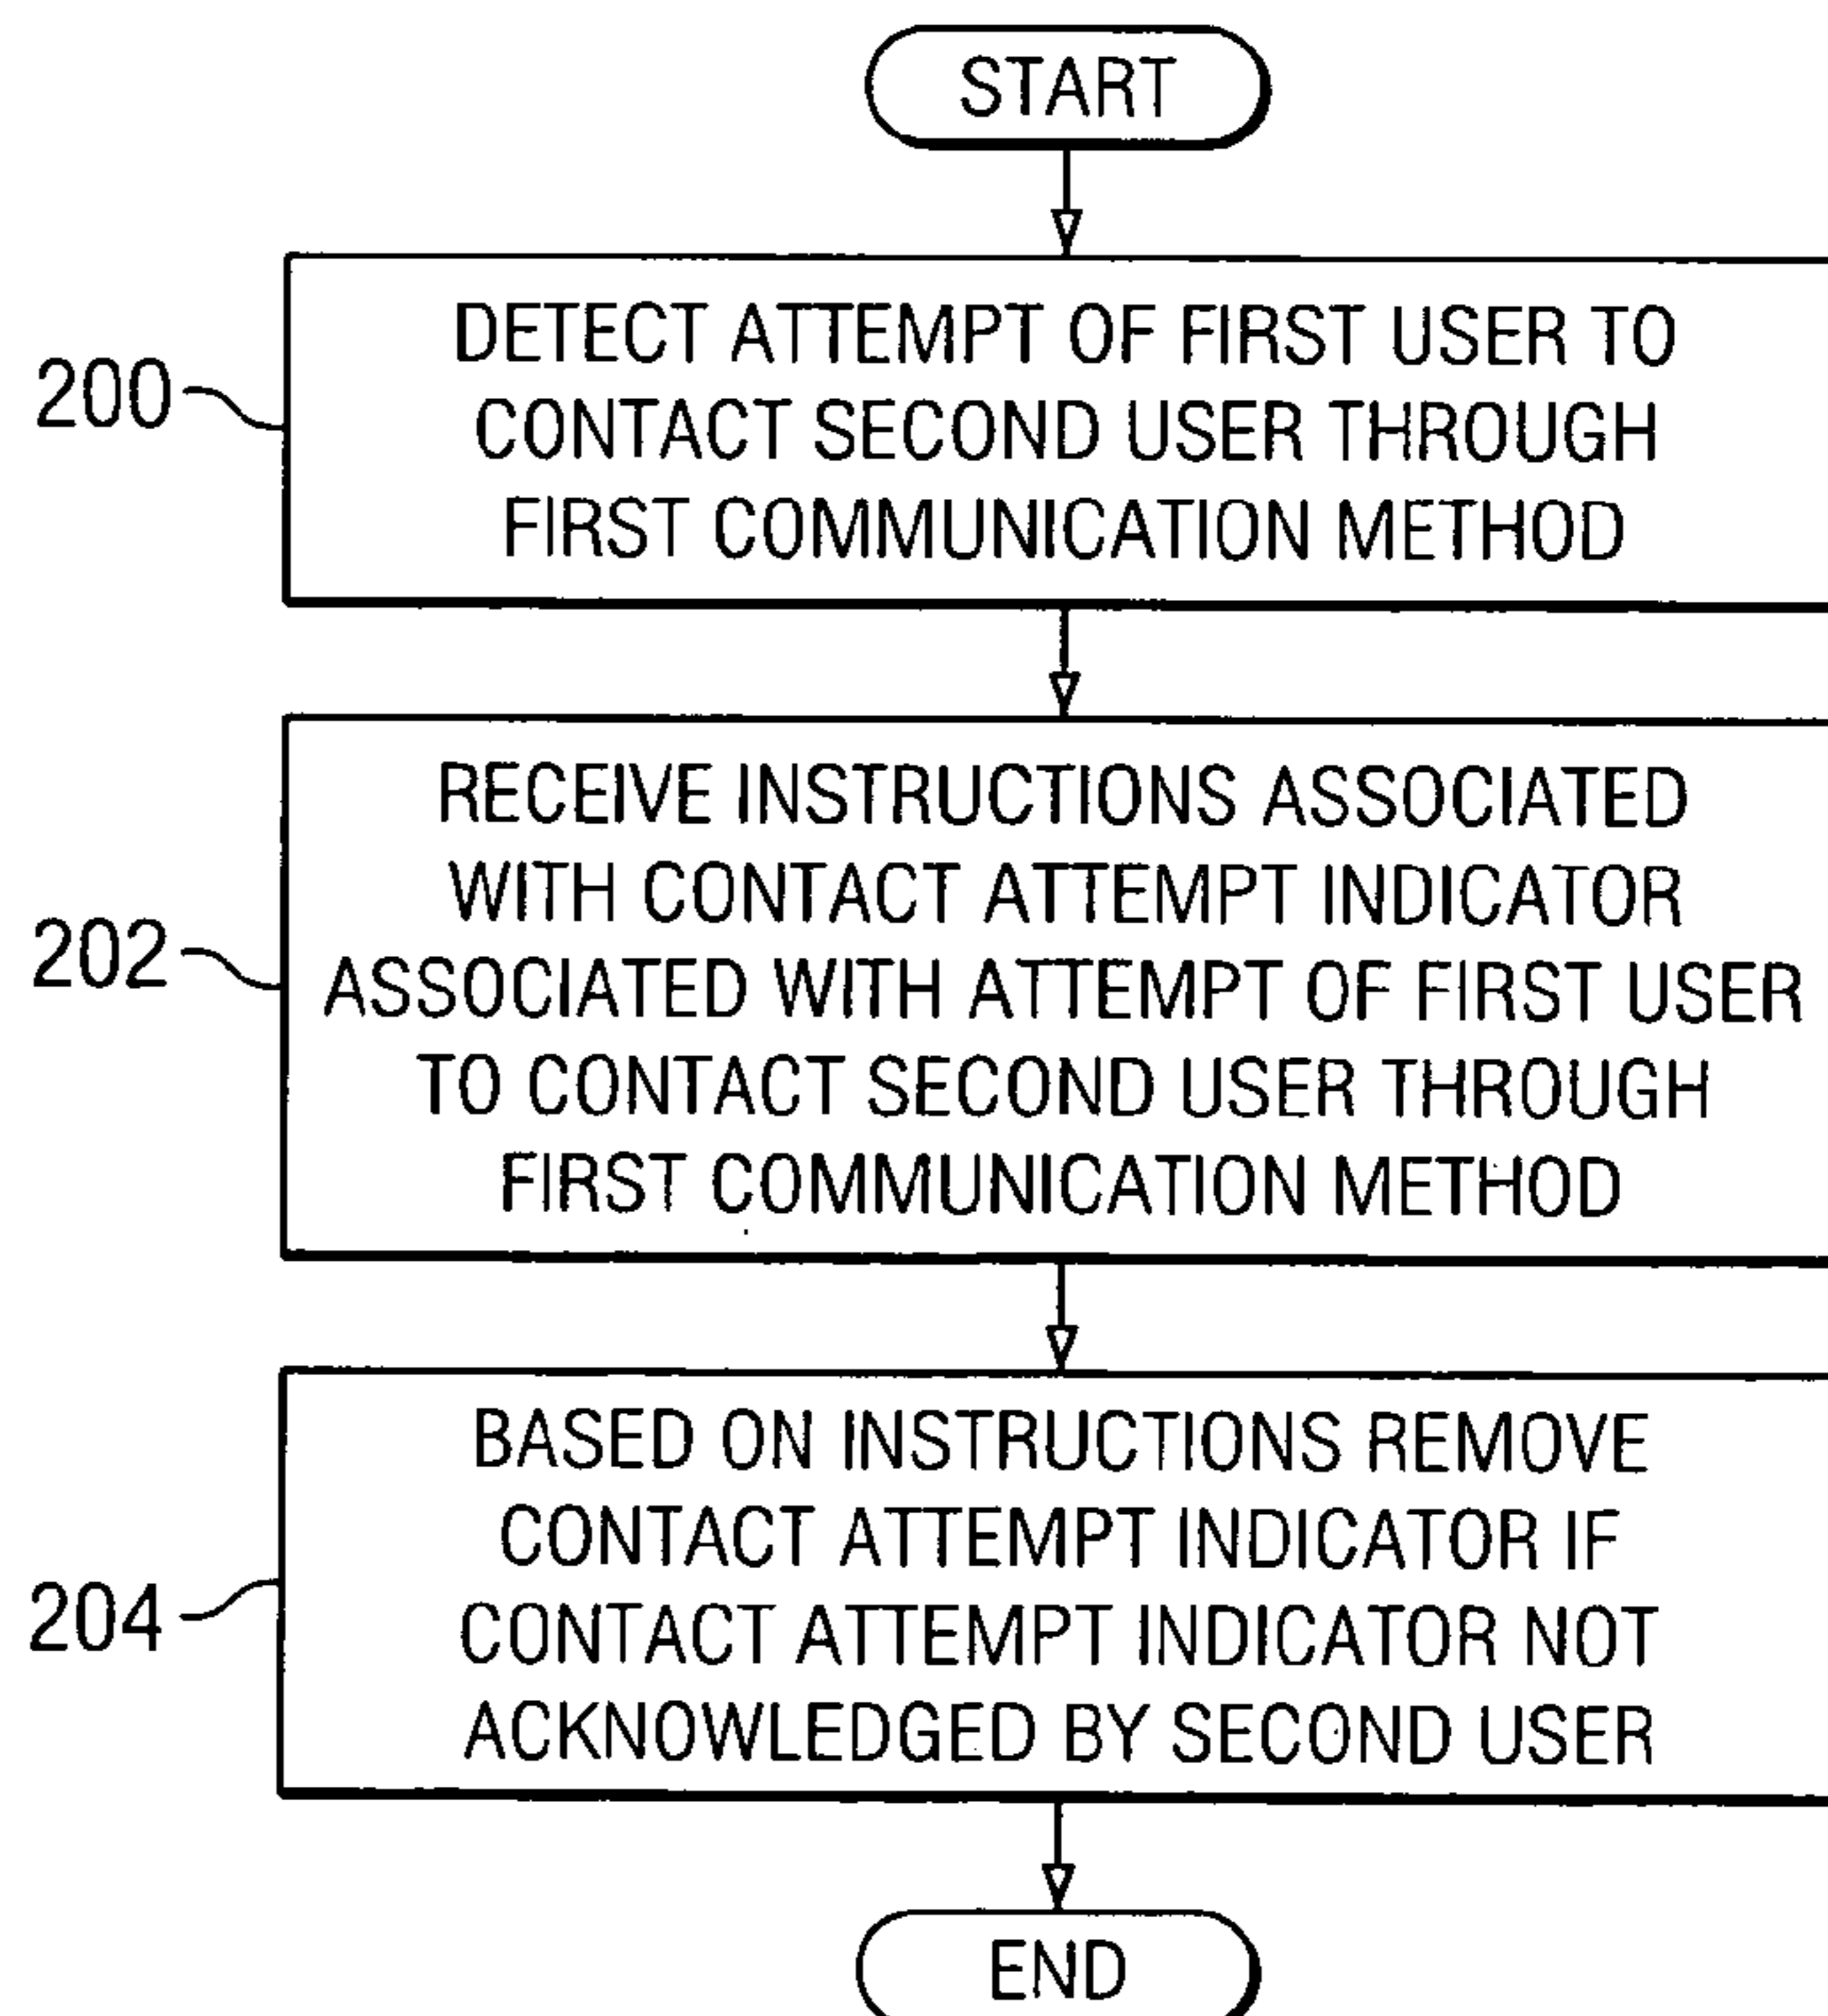 START
200
DETECT ATTEMPT OF FIRST USER TO
CONTACT SECOND USER THROUGH
FIRST COMMUNICATION METHOD
202
RECEIVE INSTRUCTIONS ASSOCIATED
WITH CONTACT ATTEMPT INDICATOR
ASSOCIATED WITH ATTEMPT OF FIRST USER
TO CONTACT SECOND USER THROUGH
FIRST COMMUNICATION METHOD
204
BASED ON INSTRUCTIONS REMOVE
CONTACT ATTEMPT INDICATOR IF
CONTACT ATTEMPT INDICATOR NOT
ACKNOWLEDGED BY SECOND USER
END